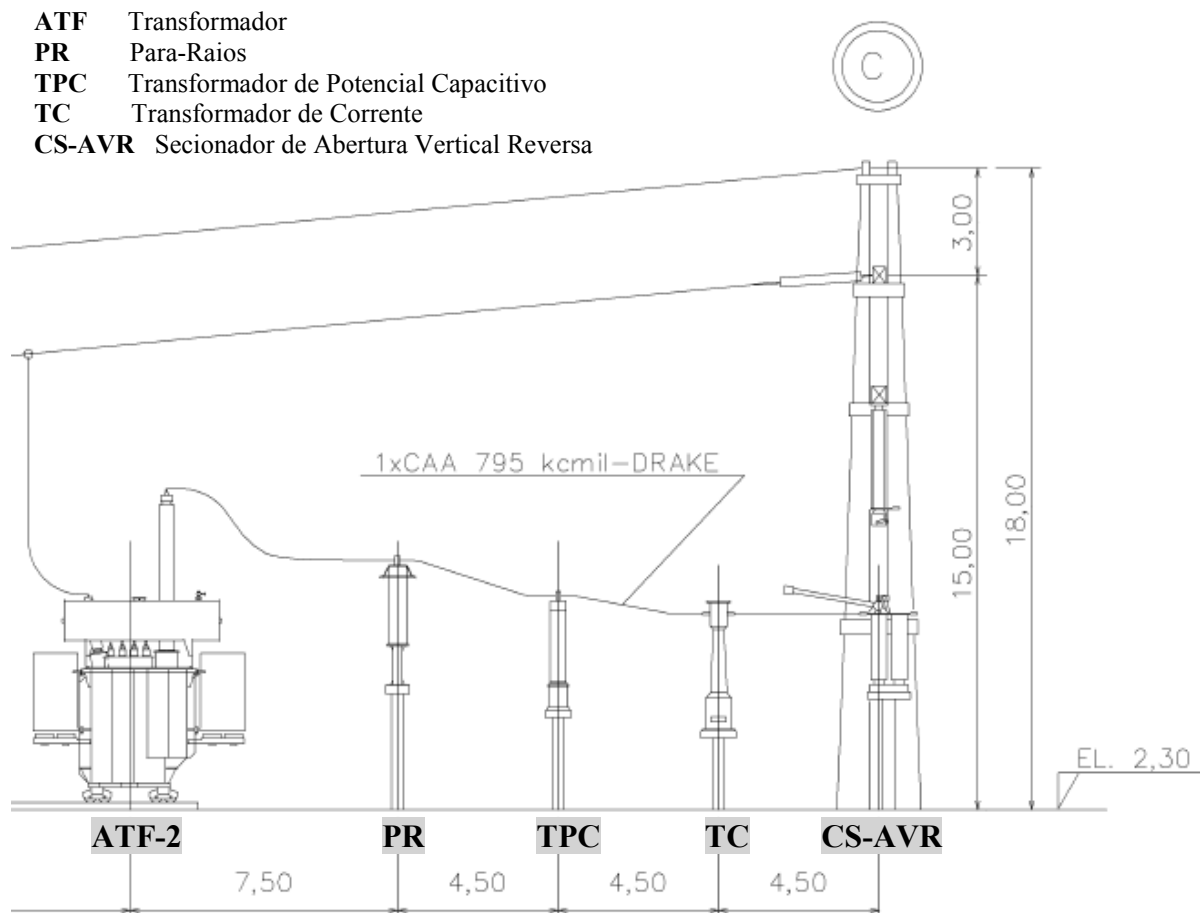 ATF Transformador
PR Para-Raios
TPC Transformador de Potencial Capacitivo
TC Transformador de Corrente
CS-AVR Secionador de Abertura Vertical Reversa
C
3,00
1xCAA 795 kcmil-DRAKE
18,00
15,00
EL. 2,30
ATF-2 PR TPC TC CS-AVR
7,50 4,50 4,50 4,50